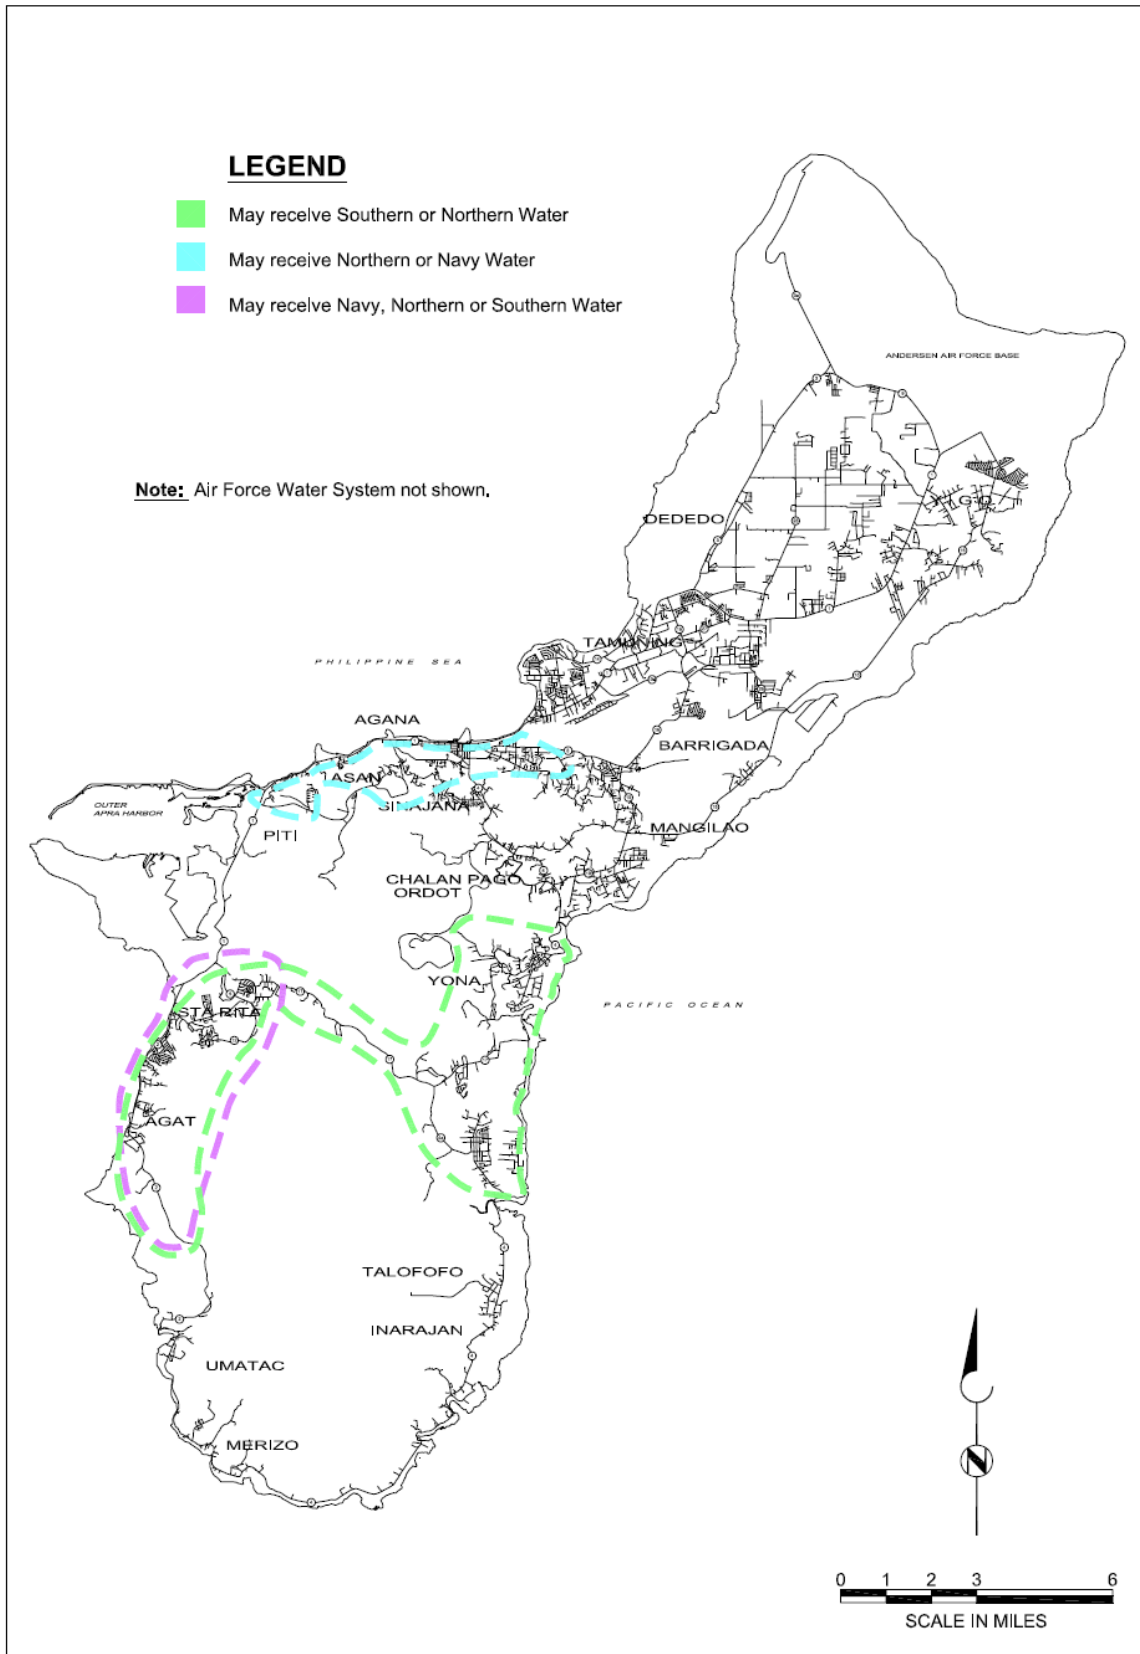 LEGEND
May receive Southern or Northern Water
May receive Northern or Navy Water
May receive Navy, Northern or Southern Water
ANDERSEN AIR FORCE BASE
Note: Air Force Water System not shown.
YIGO
DEDEDO
TAMUNING
PHILIPPINE SEA
AGANA
BARRIGADA
ASAN
OUTER
APRA HARBOR
SINAJANA
PITI
MANGILAO
CHALAN PAGO
ORDOT
YONA
PACIFIC OCEAN
STA RITA
AGAT
TALOFOFO
INARAJAN
UMATAC
MERIZO
N
0 1 2 3 6
SCALE IN MILES